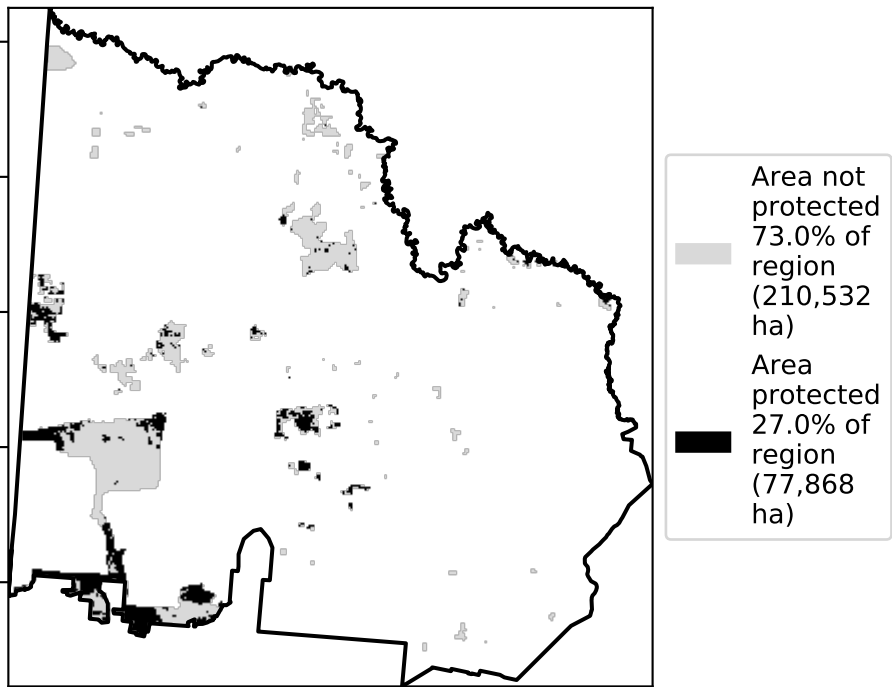 Area not
protected
73.0% of
region
(210,532
ha)
Area
protected
27.0% of
region
(77,868
ha)